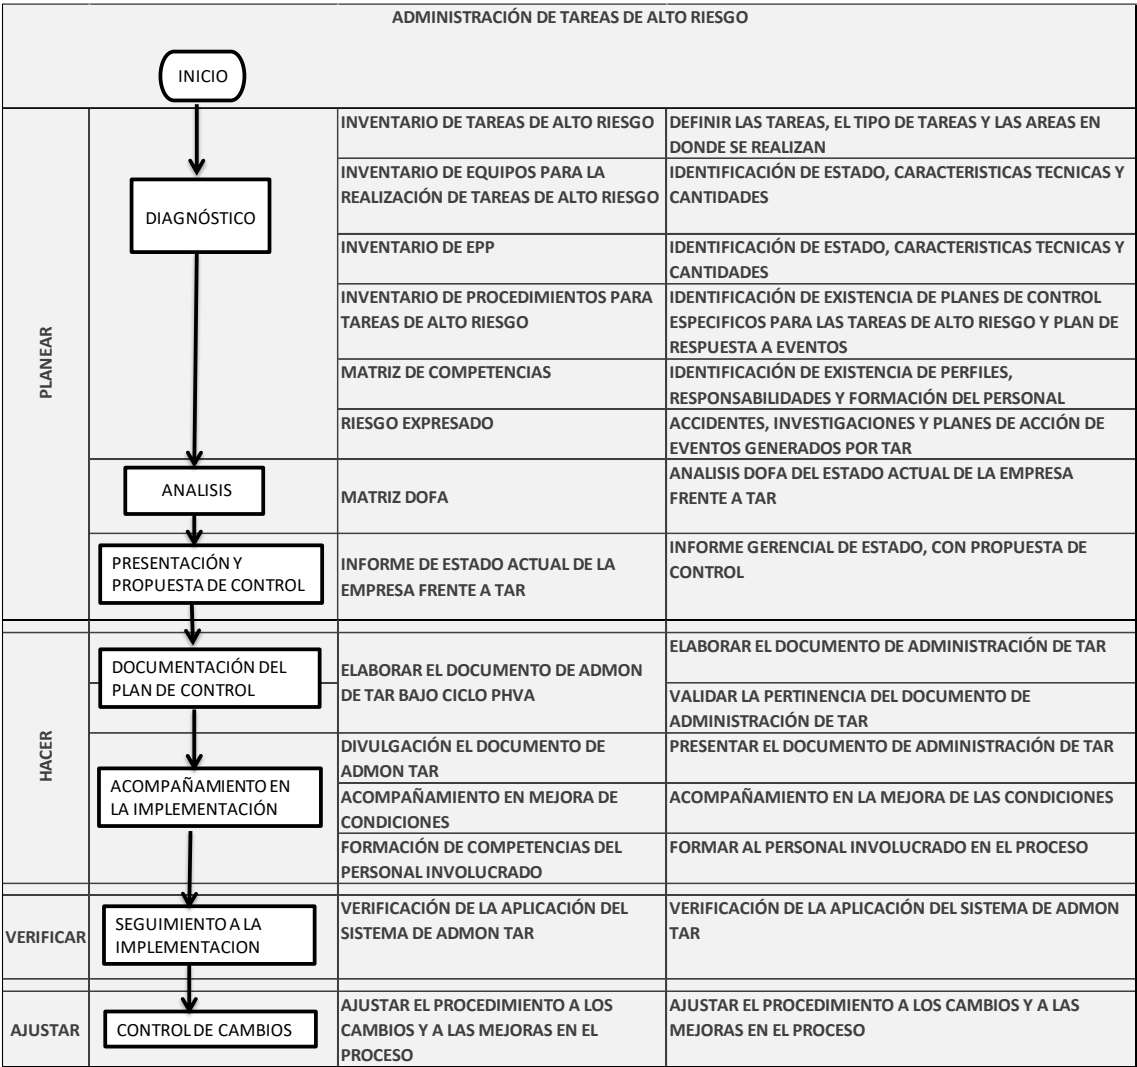 ADMINISTRACIÓN DE TAREAS DE ALTO RIESGO
INICIO
PLANEAR
DIAGNÓSTICO
INVENTARIO DE TAREAS DE ALTO RIESGO
DEFINIR LAS TAREAS, EL TIPO DE TAREAS Y LAS AREAS EN
DONDE SE REALIZAN
INVENTARIO DE EQUIPOS PARA LA
REALIZACIÓN DE TAREAS DE ALTO RIESGO
IDENTIFICACIÓN DE ESTADO, CARACTERISTICAS TECNICAS Y
CANTIDADES
INVENTARIO DE EPP
IDENTIFICACIÓN DE ESTADO, CARACTERISTICAS TECNICAS Y
CANTIDADES
INVENTARIO DE PROCEDIMIENTOS PARA
TAREAS DE ALTO RIESGO
IDENTIFICACIÓN DE EXISTENCIA DE PLANES DE CONTROL
ESPECIFICOS PARA LAS TAREAS DE ALTO RIESGO Y PLAN DE
RESPUESTA A EVENTOS
MATRIZ DE COMPETENCIAS
IDENTIFICACIÓN DE EXISTENCIA DE PERFILES,
RESPONSABILIDADES Y FORMACIÓN DEL PERSONAL
RIESGO EXPRESADO
ACCIDENTES, INVESTIGACIONES Y PLANES DE ACCIÓN DE
EVENTOS GENERADOS POR TAR
ANALISIS
MATRIZ DOFA
ANALISIS DOFA DEL ESTADO ACTUAL DE LA EMPRESA
FRENTE A TAR
PRESENTACIÓN Y
PROPUESTA DE CONTROL
INFORME DE ESTADO ACTUAL DE LA
EMPRESA FRENTE A TAR
INFORME GERENCIAL DE ESTADO, CON PROPUESTA DE
CONTROL
HACER
DOCUMENTACIÓN DEL
PLAN DE CONTROL
ELABORAR EL DOCUMENTO DE ADMON
DE TAR BAJO CICLO PHVA
ELABORAR EL DOCUMENTO DE ADMINISTRACIÓN DE TAR
VALIDAR LA PERTINENCIA DEL DOCUMENTO DE
ADMINISTRACIÓN DE TAR
ACOMPAÑAMIENTO EN
LA IMPLEMENTACIÓN
DIVULGACIÓN EL DOCUMENTO DE
ADMON TAR
PRESENTAR EL DOCUMENTO DE ADMINISTRACIÓN DE TAR
ACOMPAÑAMIENTO EN MEJORA DE
CONDICIONES
ACOMPAÑAMIENTO EN LA MEJORA DE LAS CONDICIONES
FORMACIÓN DE COMPETENCIAS DEL
PERSONAL INVOLUCRADO
FORMAR AL PERSONAL INVOLUCRADO EN EL PROCESO
VERIFICAR
SEGUIMIENTO A LA
IMPLEMENTACION
VERIFICACIÓN DE LA APLICACIÓN DEL
SISTEMA DE ADMON TAR
VERIFICACIÓN DE LA APLICACIÓN DEL SISTEMA DE ADMON
TAR
AJUSTAR
CONTROL DE CAMBIOS
AJUSTAR EL PROCEDIMIENTO A LOS
CAMBIOS Y A LAS MEJORAS EN EL
PROCESO
AJUSTAR EL PROCEDIMIENTO A LOS CAMBIOS Y A LAS
MEJORAS EN EL PROCESO